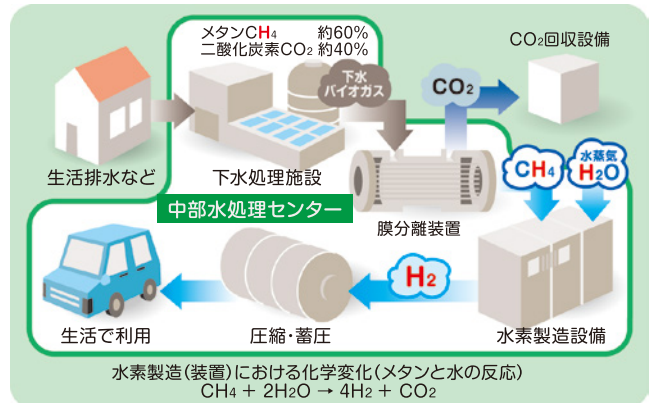 メタンCH4 約60%
二酸化炭素CO2 約40%
CO2回収設備
下水
バイオガス
CO2
生活排水など
下水処理施設
膜分離装置
CH4
水蒸気
H2O
中部水処理センター
生活で利用
圧縮・蓄圧
H2
水素製造設備
水素製造(装置)における化学変化(メタンと水の反応)
CH4 + 2H2O → 4H2 + CO2